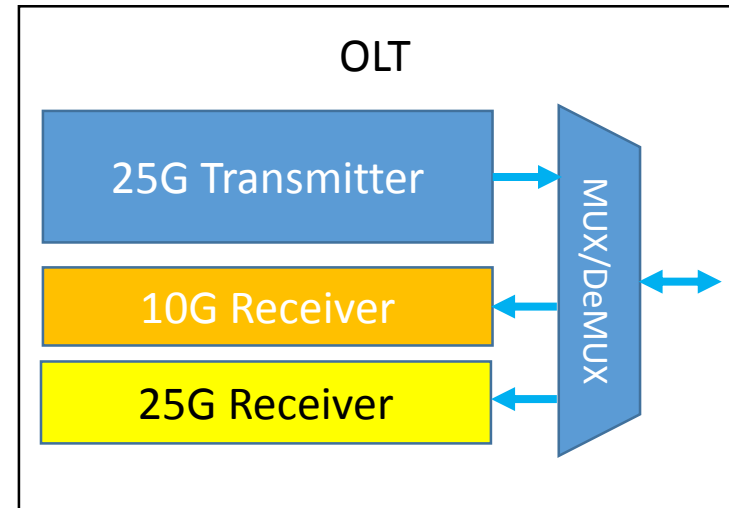 OLT
25G Transmitter
10G Receiver
25G Receiver
MUX/DeMUX